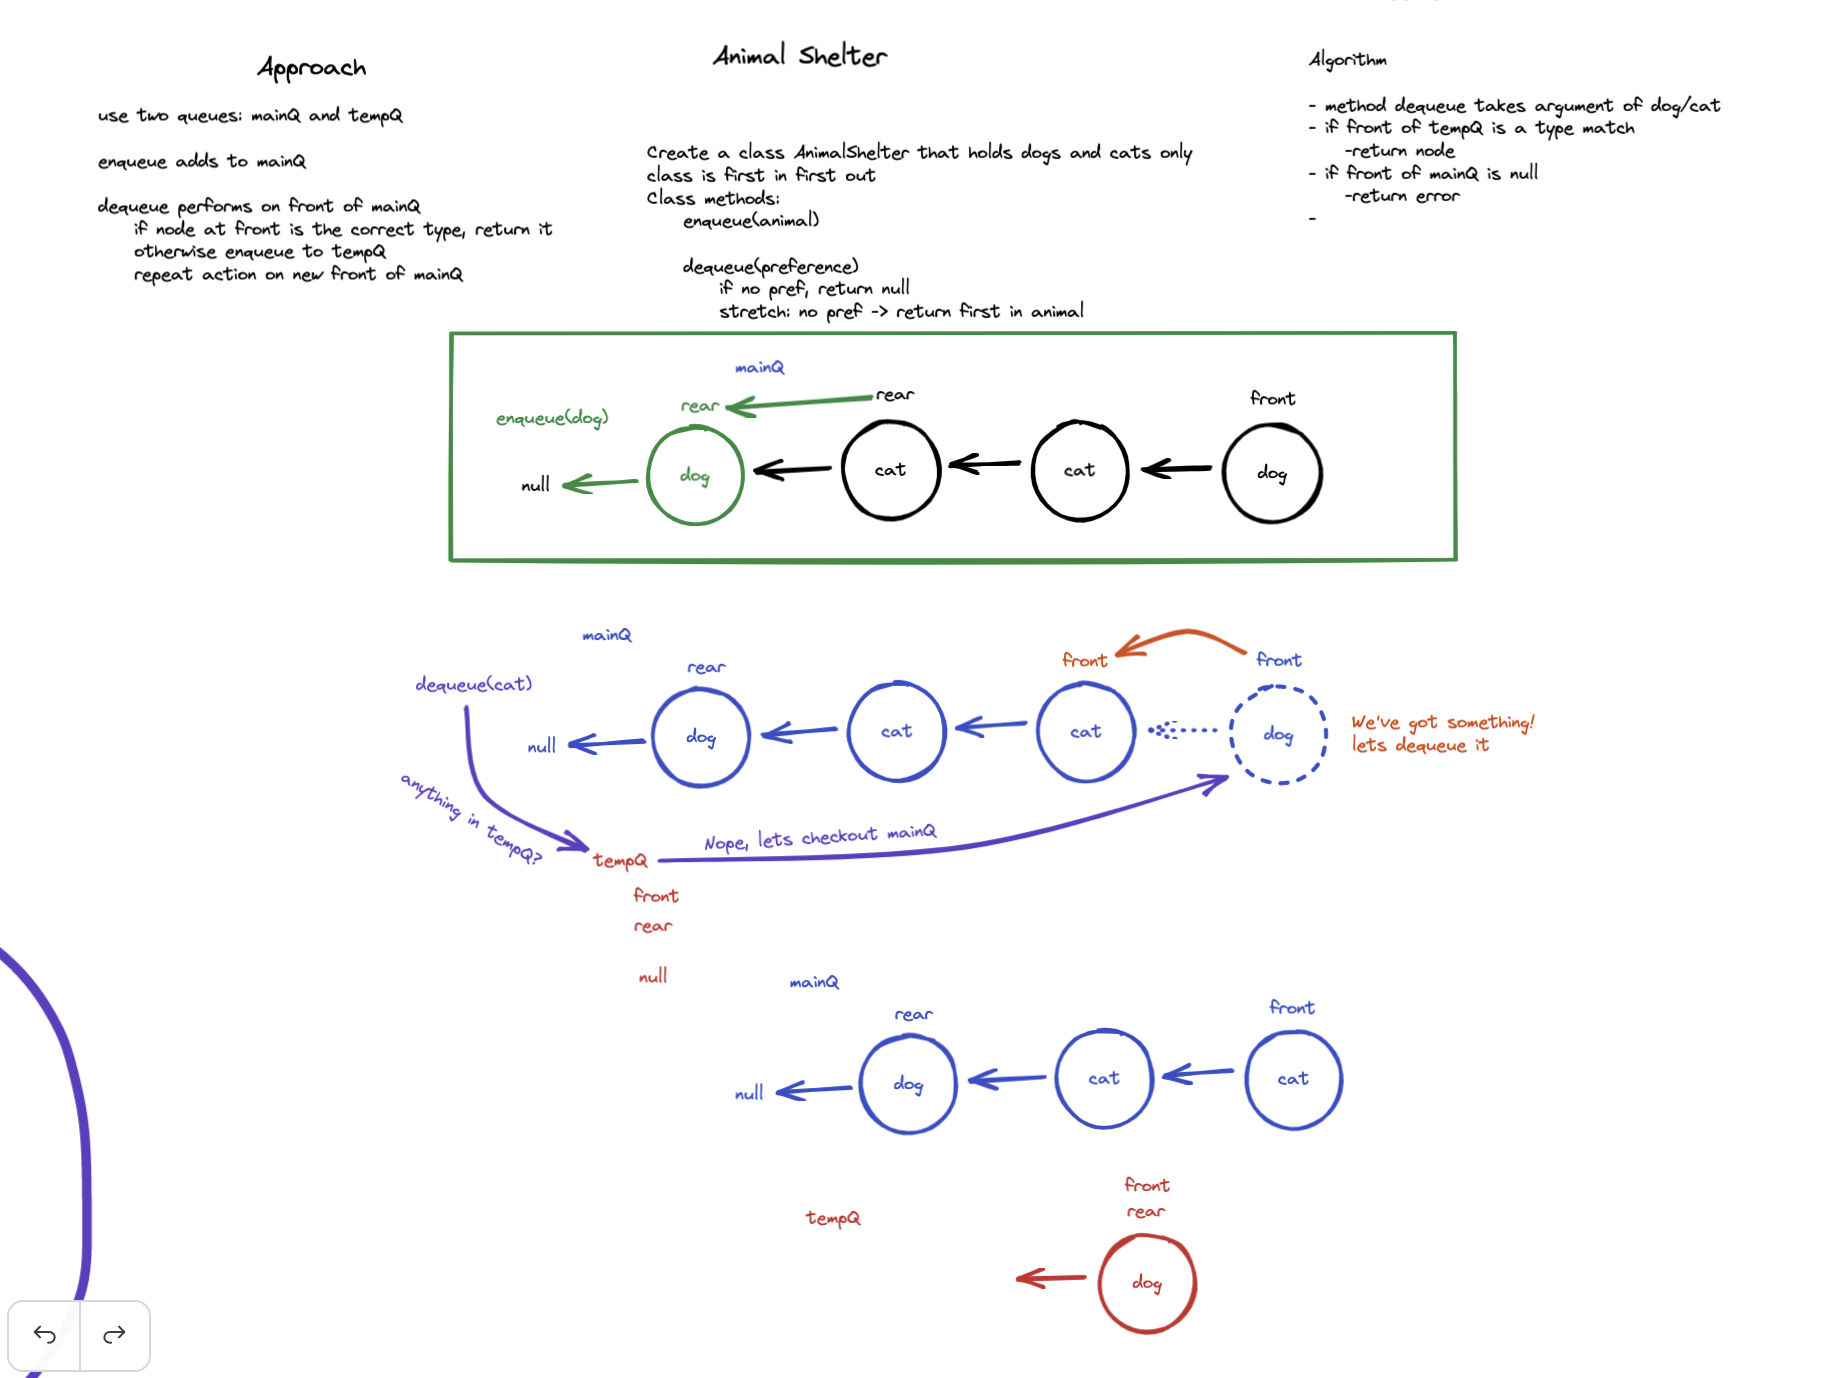 Approach
use two queues: mainQ and tempQ
enqueue adds to mainQ
dequeue performs on front of mainQ
if node at front is the correct type, return it
otherwise enqueue to tempQ
repeat action on new front of mainQ
Animal Shelter
Create a class AnimalShelter that holds dogs and cats only
class is first in first out
Class methods:
enqueue(animal)
dequeue(preference)
if no pref, return null
stretch: no pref -> return first in animal
Algorithm
- method dequeue takes argument of dog/cat
- if front of tempQ is a type match
-return node
- if front of mainQ is null
-return error
-
mainQ
rear
rear
front
enqueue(dog)
null
dog
cat
cat
dog
mainQ
rear
front
front
dequeue(cat)
null
dog
cat
cat
dog
We've got something!
lets dequeue it
anything in tempQ?
Nope, lets checkout mainQ
tempQ
front
rear
null
mainQ
rear
front
null
dog
cat
cat
tempQ
front
rear
dog